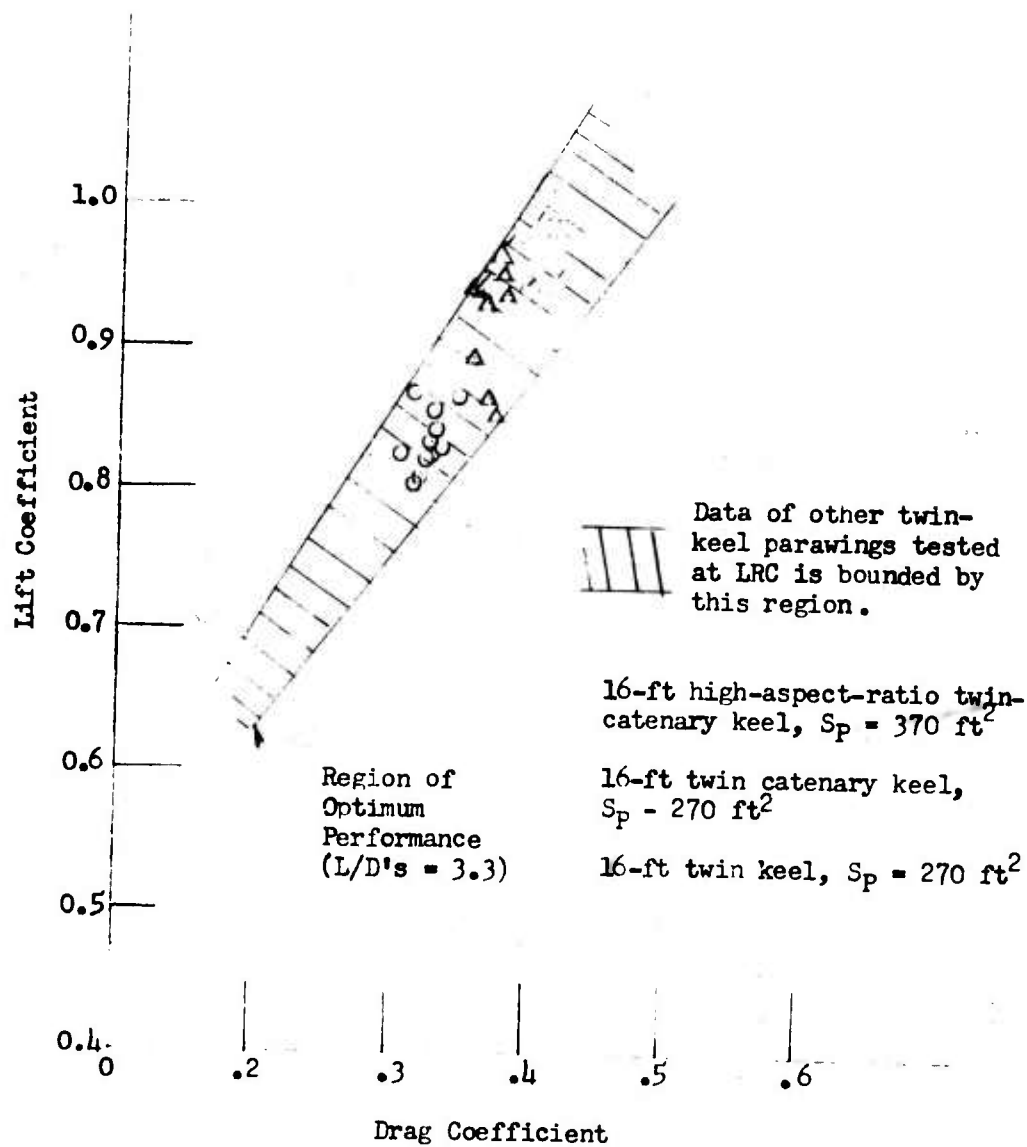 1.0
0.9
0.8
0.7
0.6
0.5
0.4
Lift Coefficient
Data of other twin-
keel parawings tested
at LRC is bounded by
this region.
16-ft high-aspect-ratio twin-
catenary keel, Sp = 370 ft²
Region of
Optimum
Performance
(L/D's = 3.3)
16-ft twin catenary keel,
Sp - 270 ft²
16-ft twin keel, Sp = 270 ft²
0 .2 .3 .4 .5 .6
Drag Coefficient